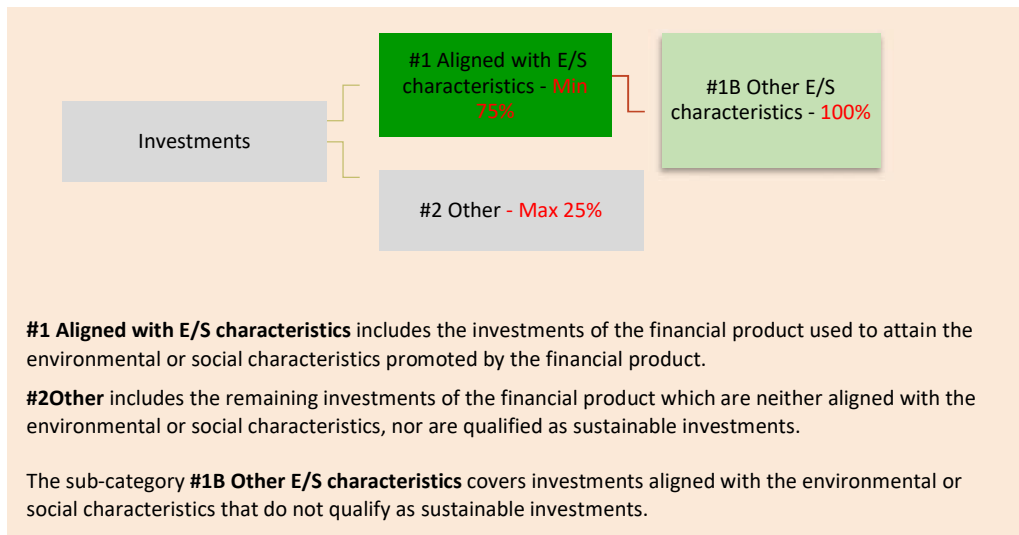 #1 Aligned with E/S
characteristics - Min
75%
#1B Other E/S
characteristics - 100%
Investments
#2 Other - Max 25%
#1 Aligned with E/S characteristics includes the investments of the financial product used to attain the
environmental or social characteristics promoted by the financial product.
#2Other includes the remaining investments of the financial product which are neither aligned with the
environmental or social characteristics, nor are qualified as sustainable investments.
The sub-category #1B Other E/S characteristics covers investments aligned with the environmental or
social characteristics that do not qualify as sustainable investments.